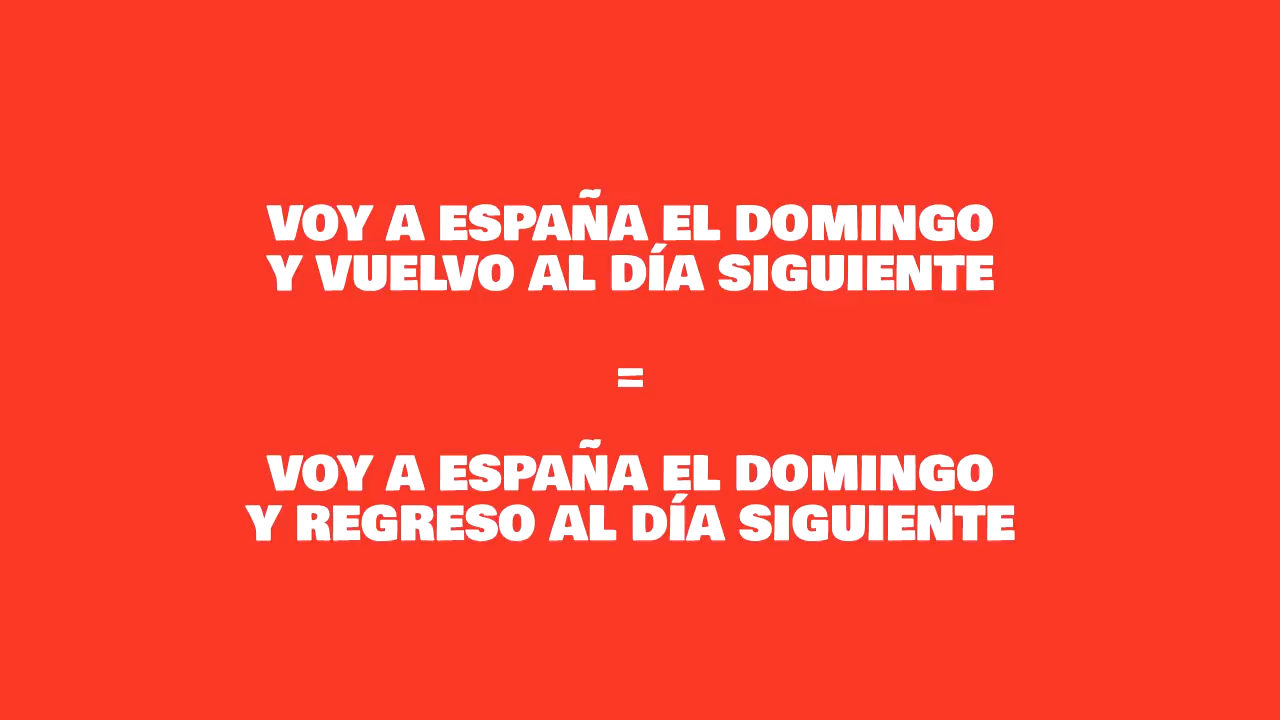 VOY A ESPAÑA EL DOMINGO
Y VUELVO AL DÍA SIGUIENTE
=
VOY A ESPAÑA EL DOMINGO
Y REGRESO AL DÍA SIGUIENTE